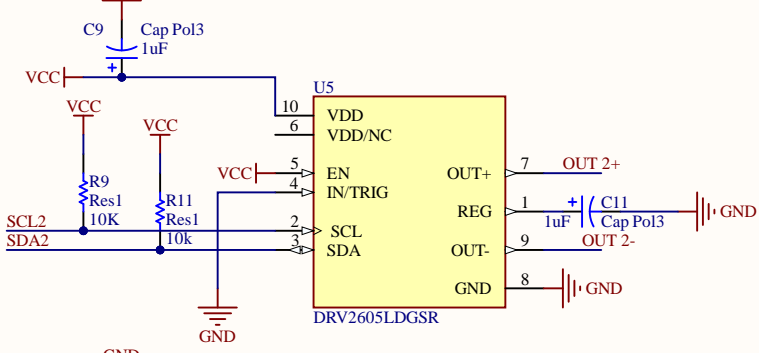 C9 Cap Pol3
1uF
VCC
U5
VCC
10 VDD
6 VDD/NC
VCC
VCC 5 EN OUT+ 7 OUT 2+
4 IN/TRIG
R9
Res1
10K
R11
Res1
10k
REG 1 1uF C11
Cap Pol3
GND
SCL2 2 SCL
SDA2 3 SDA OUT- 9 OUT 2-
GND 8 GND
GND
DRV2605LDGSR